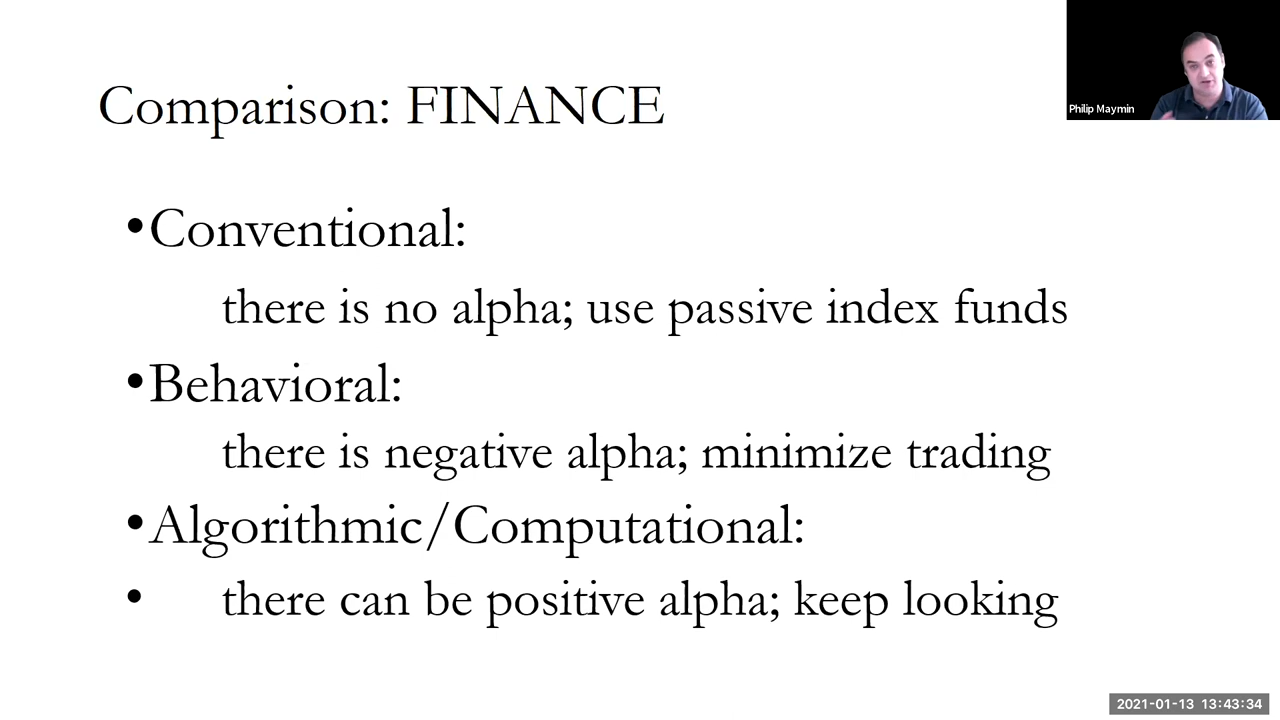 Comparison: FINANCE
Philip Maymin
•Conventional:
there is no alpha; use passive index funds
•Behavioral:
there is negative alpha; minimize trading
•Algorithmic/Computational:
• there can be positive alpha; keep looking
2021-01-13 13:43:34